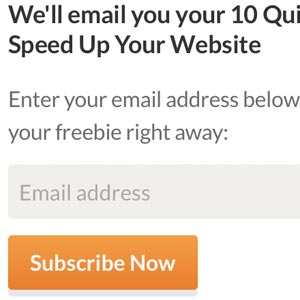 We'll email you your 10 Qui
Speed Up Your Website
Enter your email address below
your freebie right away:
Email address
Subscribe Now